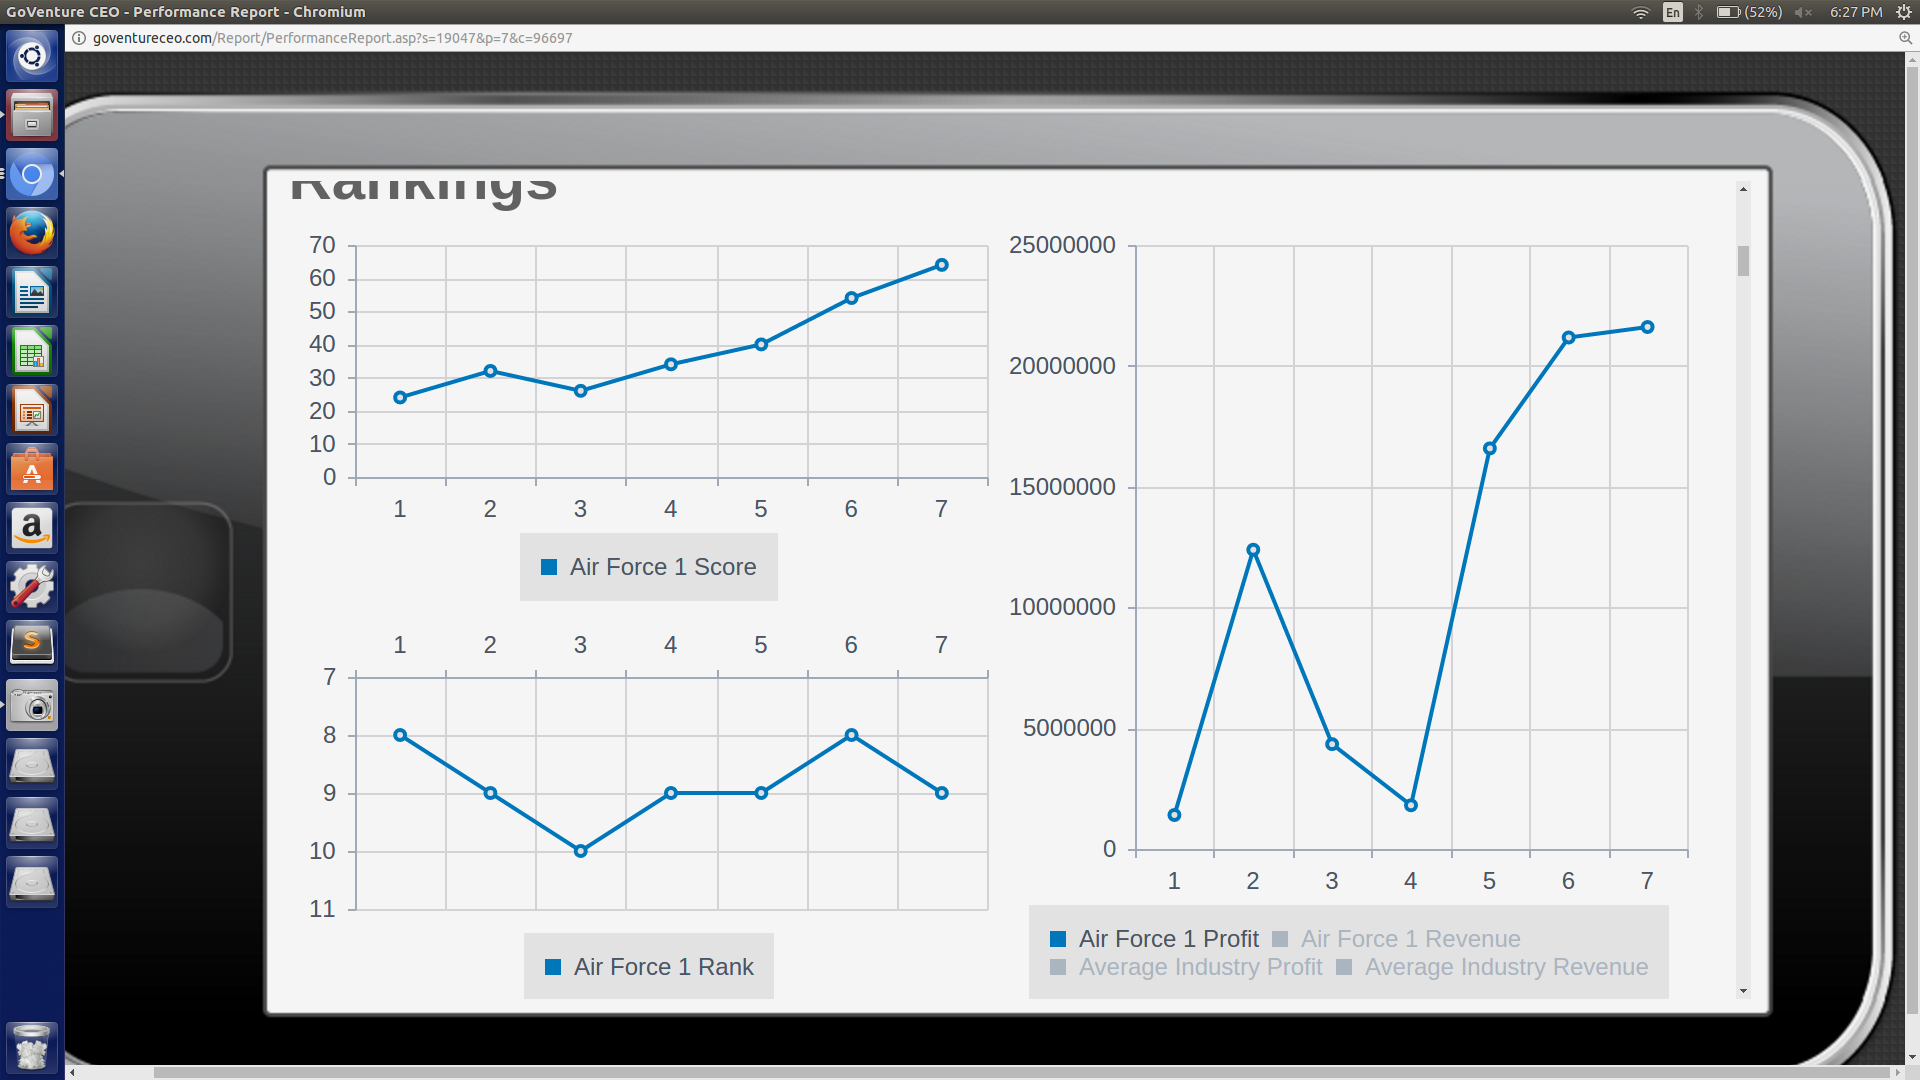 GoVenture CEO - Performance Report - Chromium
En
(52%)
6:27 PM
goventureceo.com/Report/PerformanceReport.asp?s=19047&p=7&c=96697
Rankings
70
60
50
40
30
20
10
0
1 2 3 4 5 6 7
Air Force 1 Score
1 2 3 4 5 6 7
7
8
9
10
11
Air Force 1 Rank
25000000
20000000
15000000
10000000
5000000
0
1 2 3 4 5 6 7
Air Force 1 Profit Air Force 1 Revenue
Average Industry Profit Average Industry Revenue
a
S